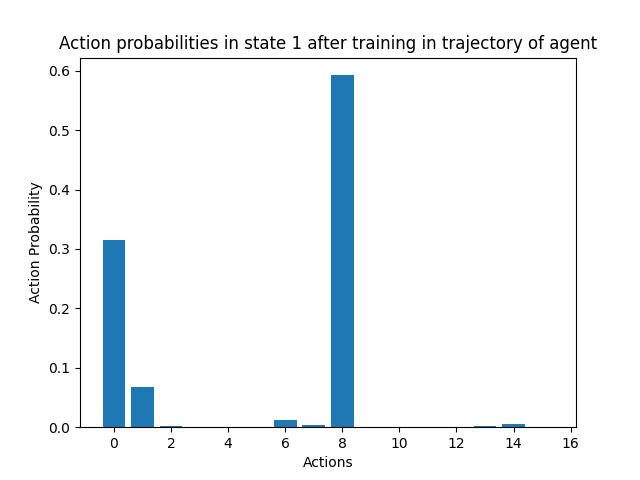 Action probabilities in state 1 after training in trajectory of agent
0.6
0.5
0.4
0.3
0.2
0.1
0.0
Action Probability
0 2 4 6 8 10 12 14 16
Actions